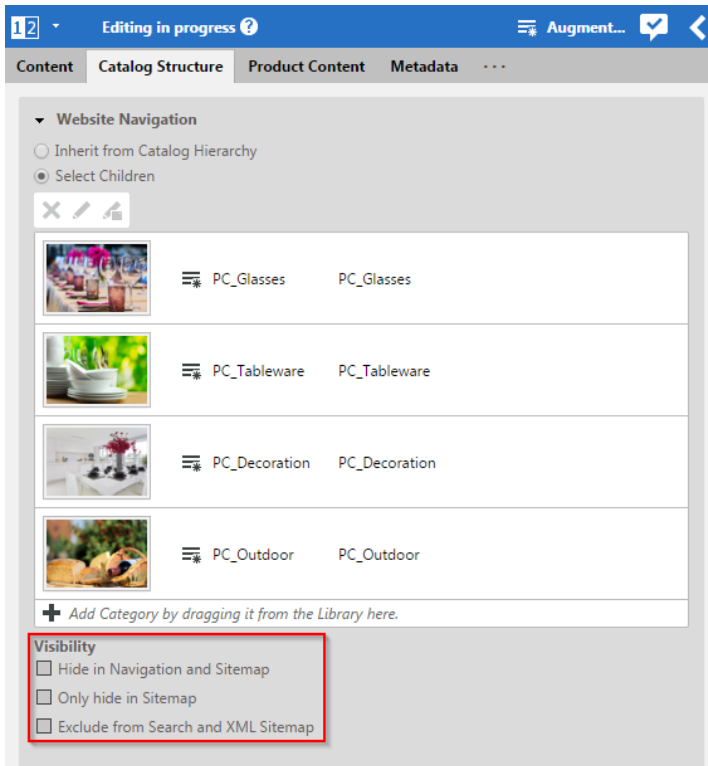 12 Editing in progress ? Augment...
Content Catalog Structure Product Content Metadata ...
Website Navigation
Inherit from Catalog Hierarchy
Select Children
PC_Glasses PC_Glasses
PC_Tableware PC_Tableware
PC_Decoration PC_Decoration
PC_Outdoor PC_Outdoor
Add Category by dragging it from the Library here.
Visibility
Hide in Navigation and Sitemap
Only hide in Sitemap
Exclude from Search and XML Sitemap